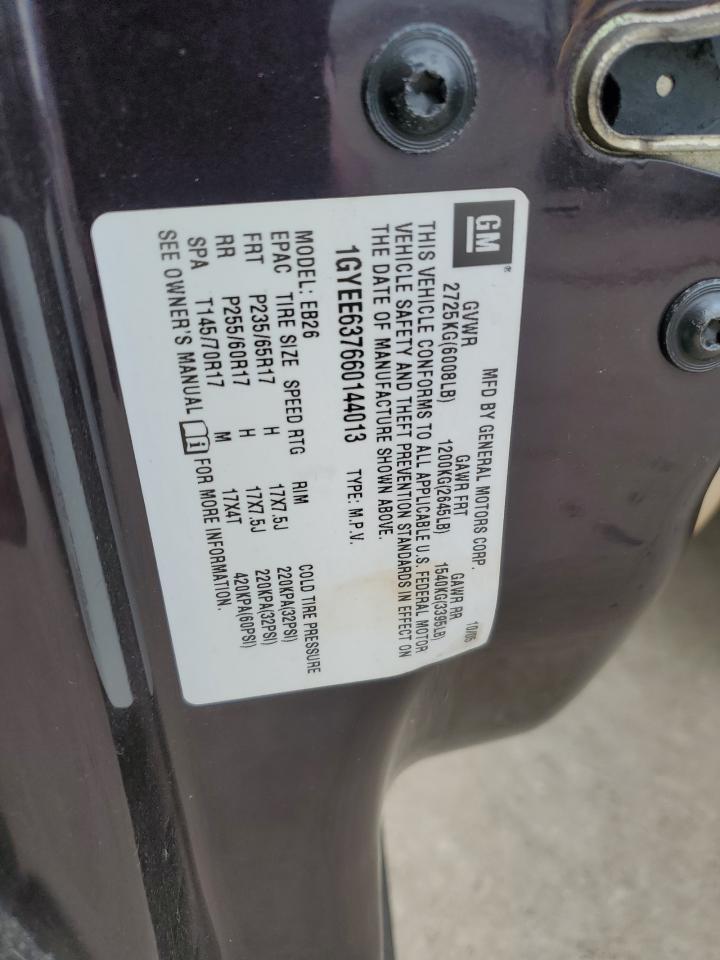 GM ®
MFD BY GENERAL MOTORS CORP. 10/05
GVWR GAWR FRT GAWR RR
2725KG(6008LB) 1200KG(2645LB) 1540KG(3395LB)
THIS VEHICLE CONFORMS TO ALL APPLICABLE U.S. FEDERAL MOTOR
VEHICLE SAFETY AND THEFT PREVENTION STANDARDS IN EFFECT ON
THE DATE OF MANUFACTURE SHOWN ABOVE.
1GYEE637660144013 TYPE: M.P.V.
MODEL: EB26
EPAC TIRE SIZE SPEED RTG RIM COLD TIRE PRESSURE
FRT P235/65R17 H 17X7.5J 220KPA(32PSI)
RR P255/60R17 H 17X7.5J 220KPA(32PSI)
SPA T145/70R17 M 17X4T 420KPA(60PSI)
SEE OWNER'S MANUAL FOR MORE INFORMATION.